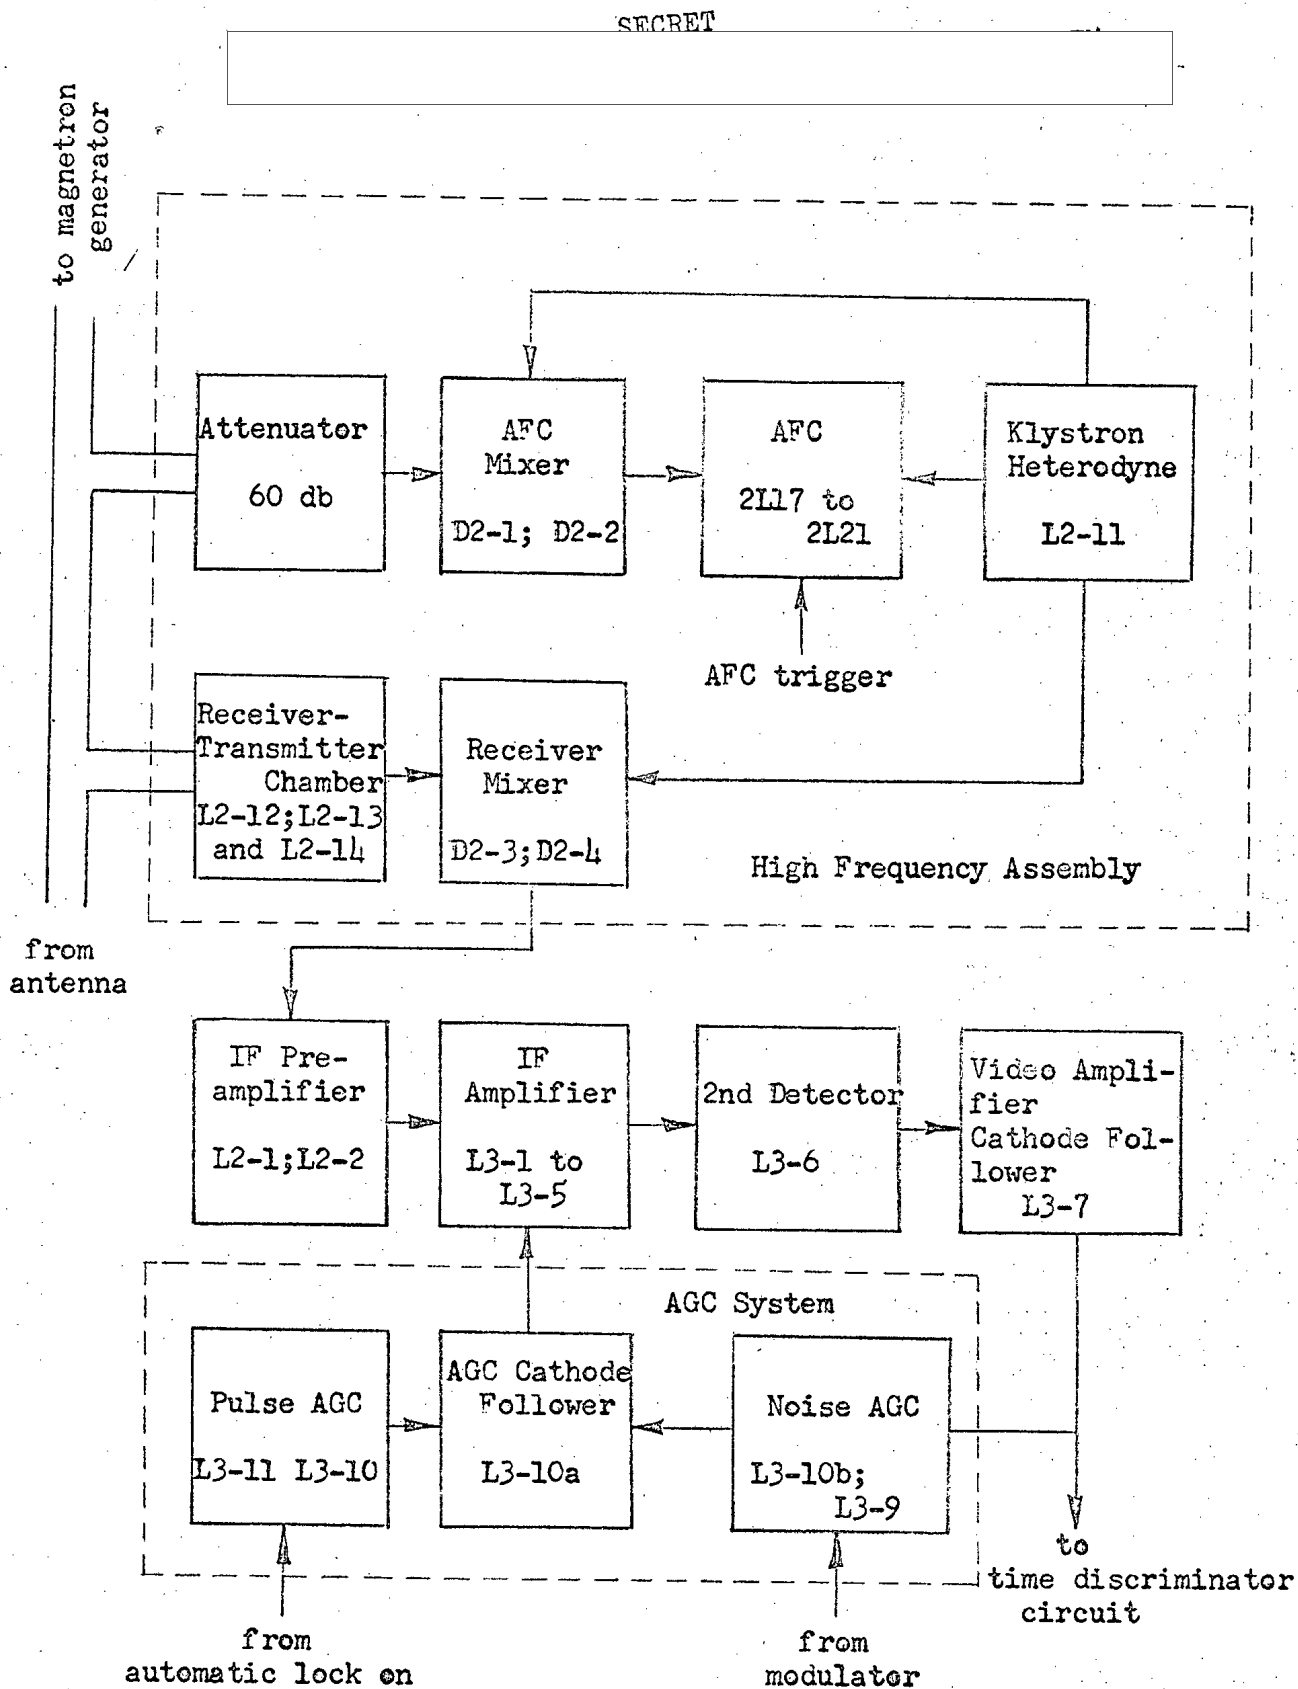 SECRET
to magnetron
generator
Attenuator
60 db
AFC
Mixer
D2-1; D2-2
AFC
2L17 to
2L21
Klystron
Heterodyne
L2-11
AFC trigger
Receiver-
Transmitter
Chamber
L2-12;L2-13
and L2-14
Receiver
Mixer
D2-3;D2-4
High Frequency Assembly
from
antenna
IF Pre-
amplifier
L2-1;L2-2
IF
Amplifier
L3-1 to
L3-5
2nd Detector
L3-6
Video Ampli-
fier
Cathode Fol-
lower
L3-7
AGC System
Pulse AGC
L3-11 L3-10
AGC Cathode
Follower
L3-10a
Noise AGC
L3-10b;
L3-9
to
time discriminator
circuit
from
automatic lock on
from
modulator